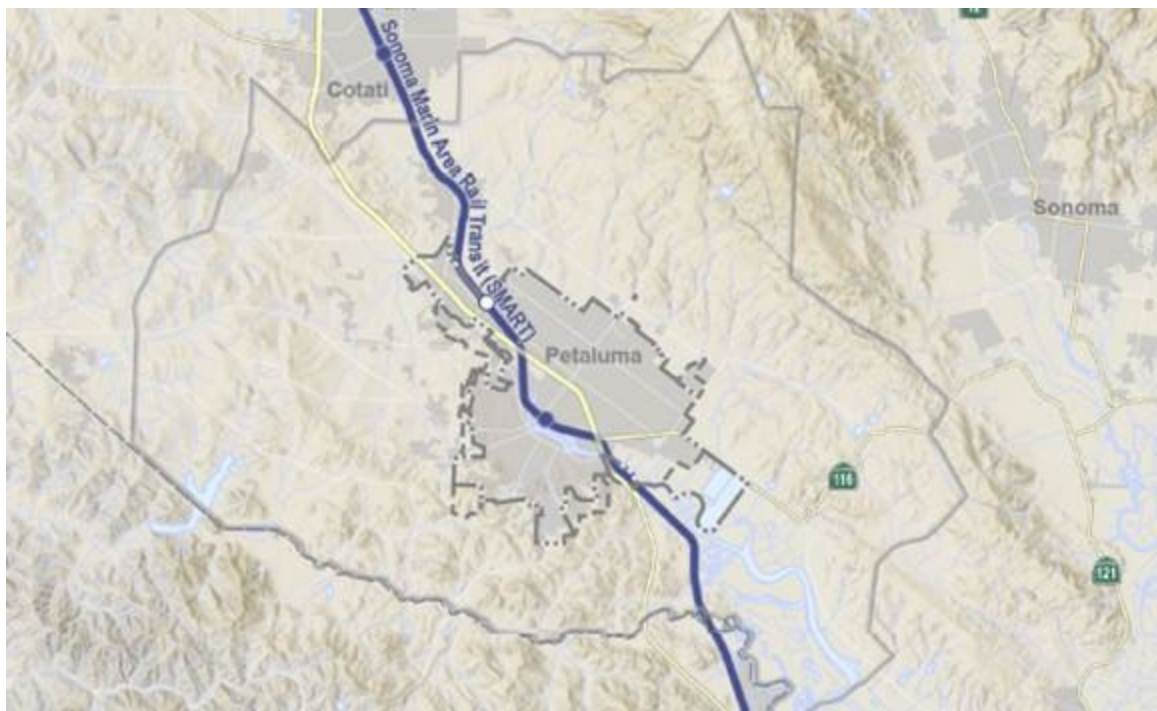 Cotati
Sonoma Marin Area Rail Transit (SMART)
Sonoma
Petaluma
116
121